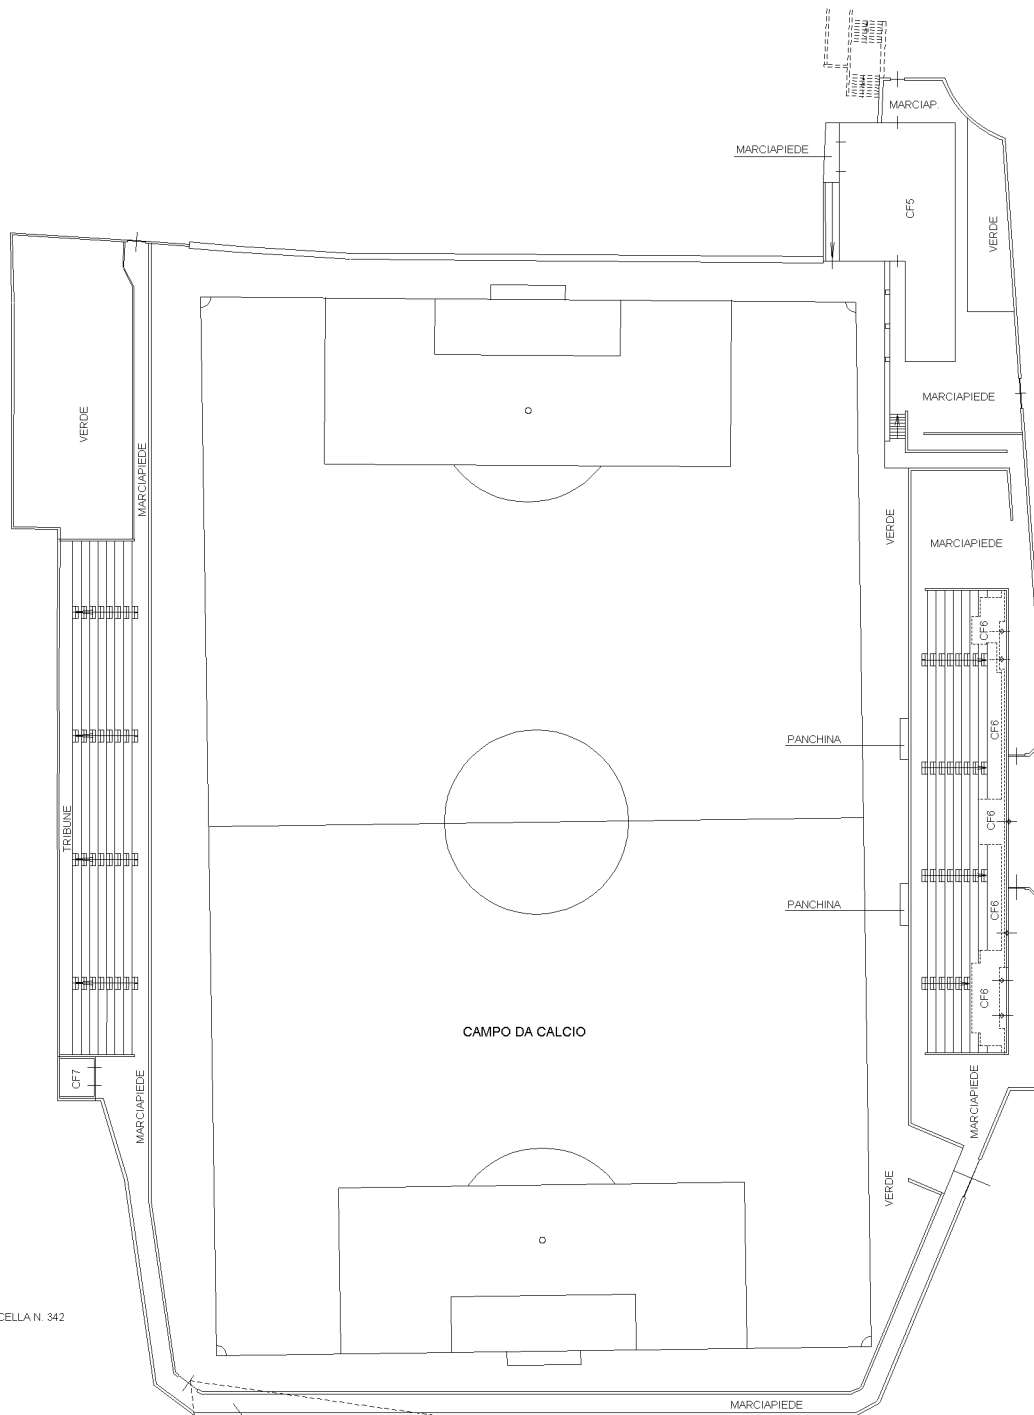 MARCIAP.
MARCIAPIEDE
CF5
VERDE
VERDE
MARCIAPIEDE
MARCIAPIEDE
VERDE
MARCIAPIEDE
CF6
CF6
PANCHINA
TRIBUNE
CF6
PANCHINA
CF6
CF6
CAMPO DA CALCIO
CF7
MARCIAPIEDE
MARCIAPIEDE
VERDE
CELLA N. 342
MARCIAPIEDE